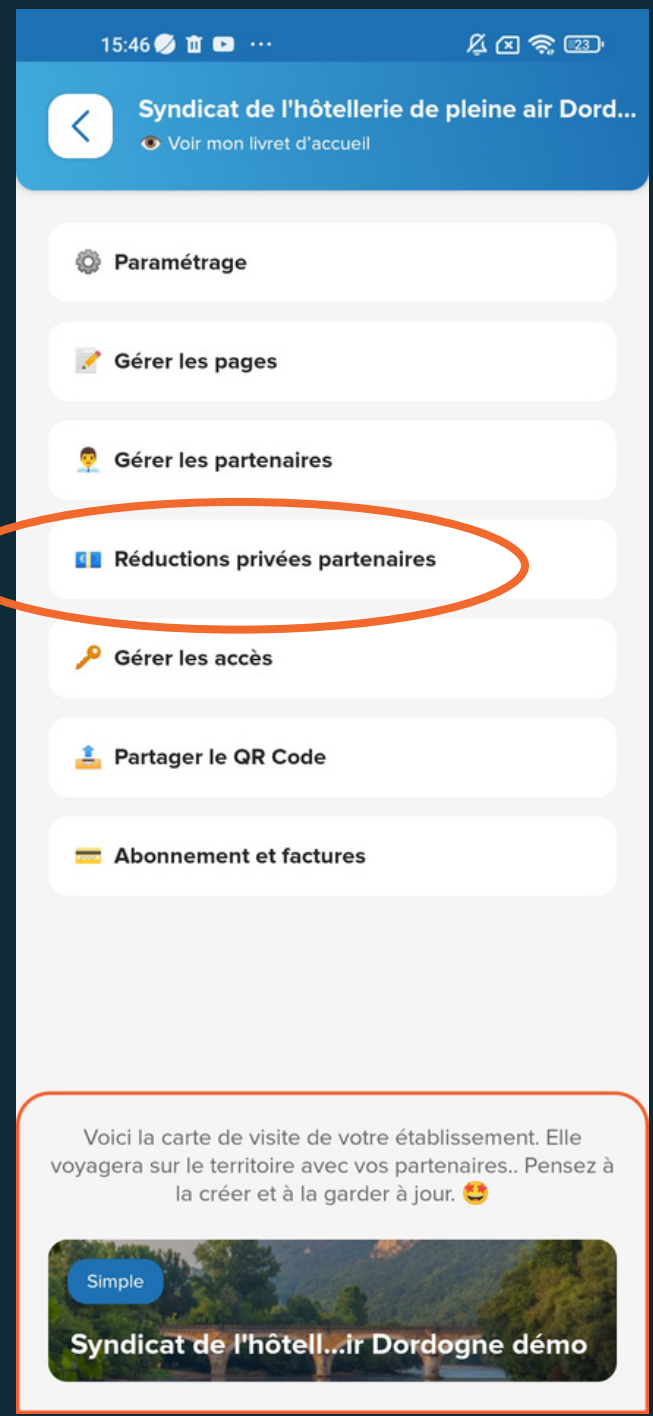 15:46 ... 23
Syndicat de l'hôtellerie de pleine air Dord...
Voir mon livret d'accueil
Paramétrage
Gérer les pages
Gérer les partenaires
Réductions privées partenaires
Gérer les accès
Partager le QR Code
Abonnement et factures
Voici la carte de visite de votre établissement. Elle
voyagera sur le territoire avec vos partenaires.. Pensez à
la créer et à la garder à jour. 🤩
Simple
Syndicat de l'hôtell...ir Dordogne démo